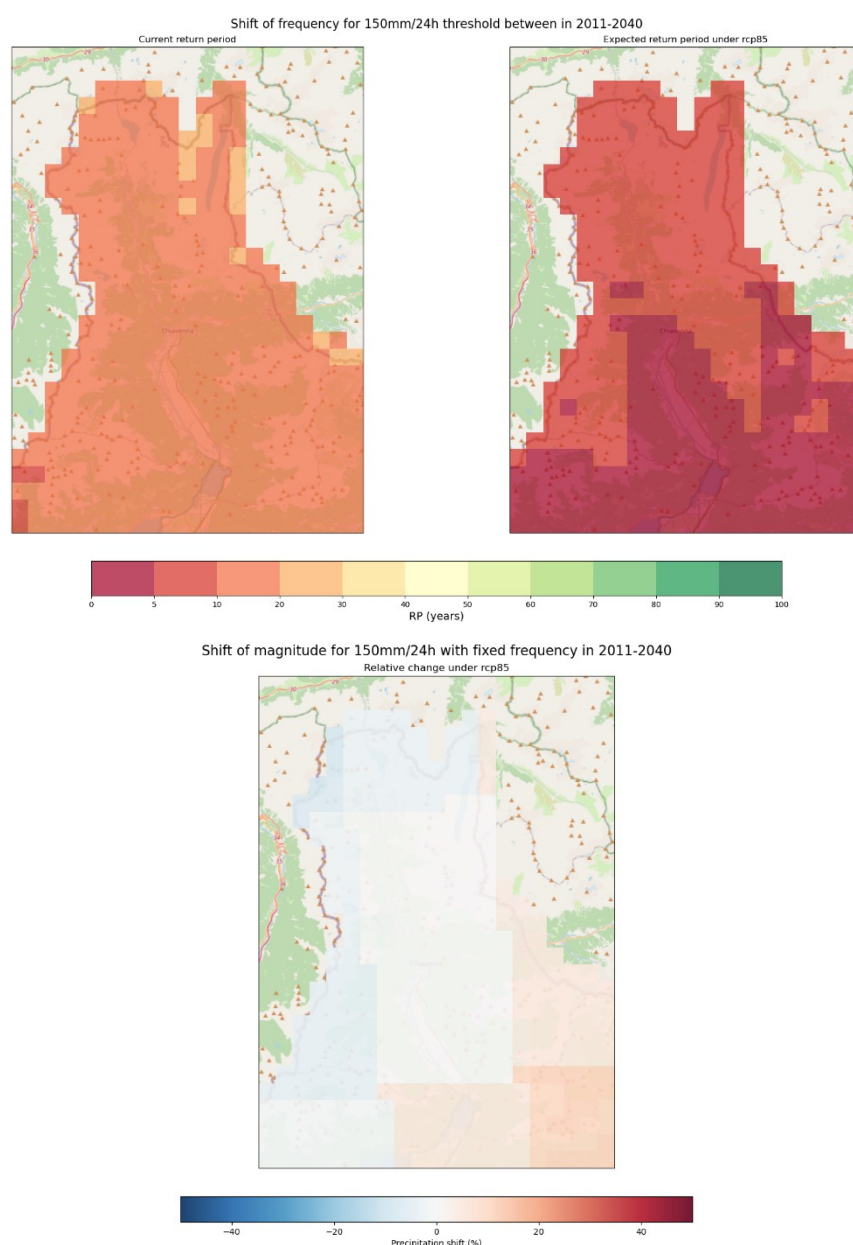 Shift of frequency for 150mm/24h threshold between in 2011-2040
Current return period
Expected return period under rcp85
0 5 10 20 30 40 50 60 70 80 90 100
RP (years)
Shift of magnitude for 150mm/24h with fixed frequency in 2011-2040
Relative change under rcp85
−40 −20 0 20 40
Precipitation shift (%)